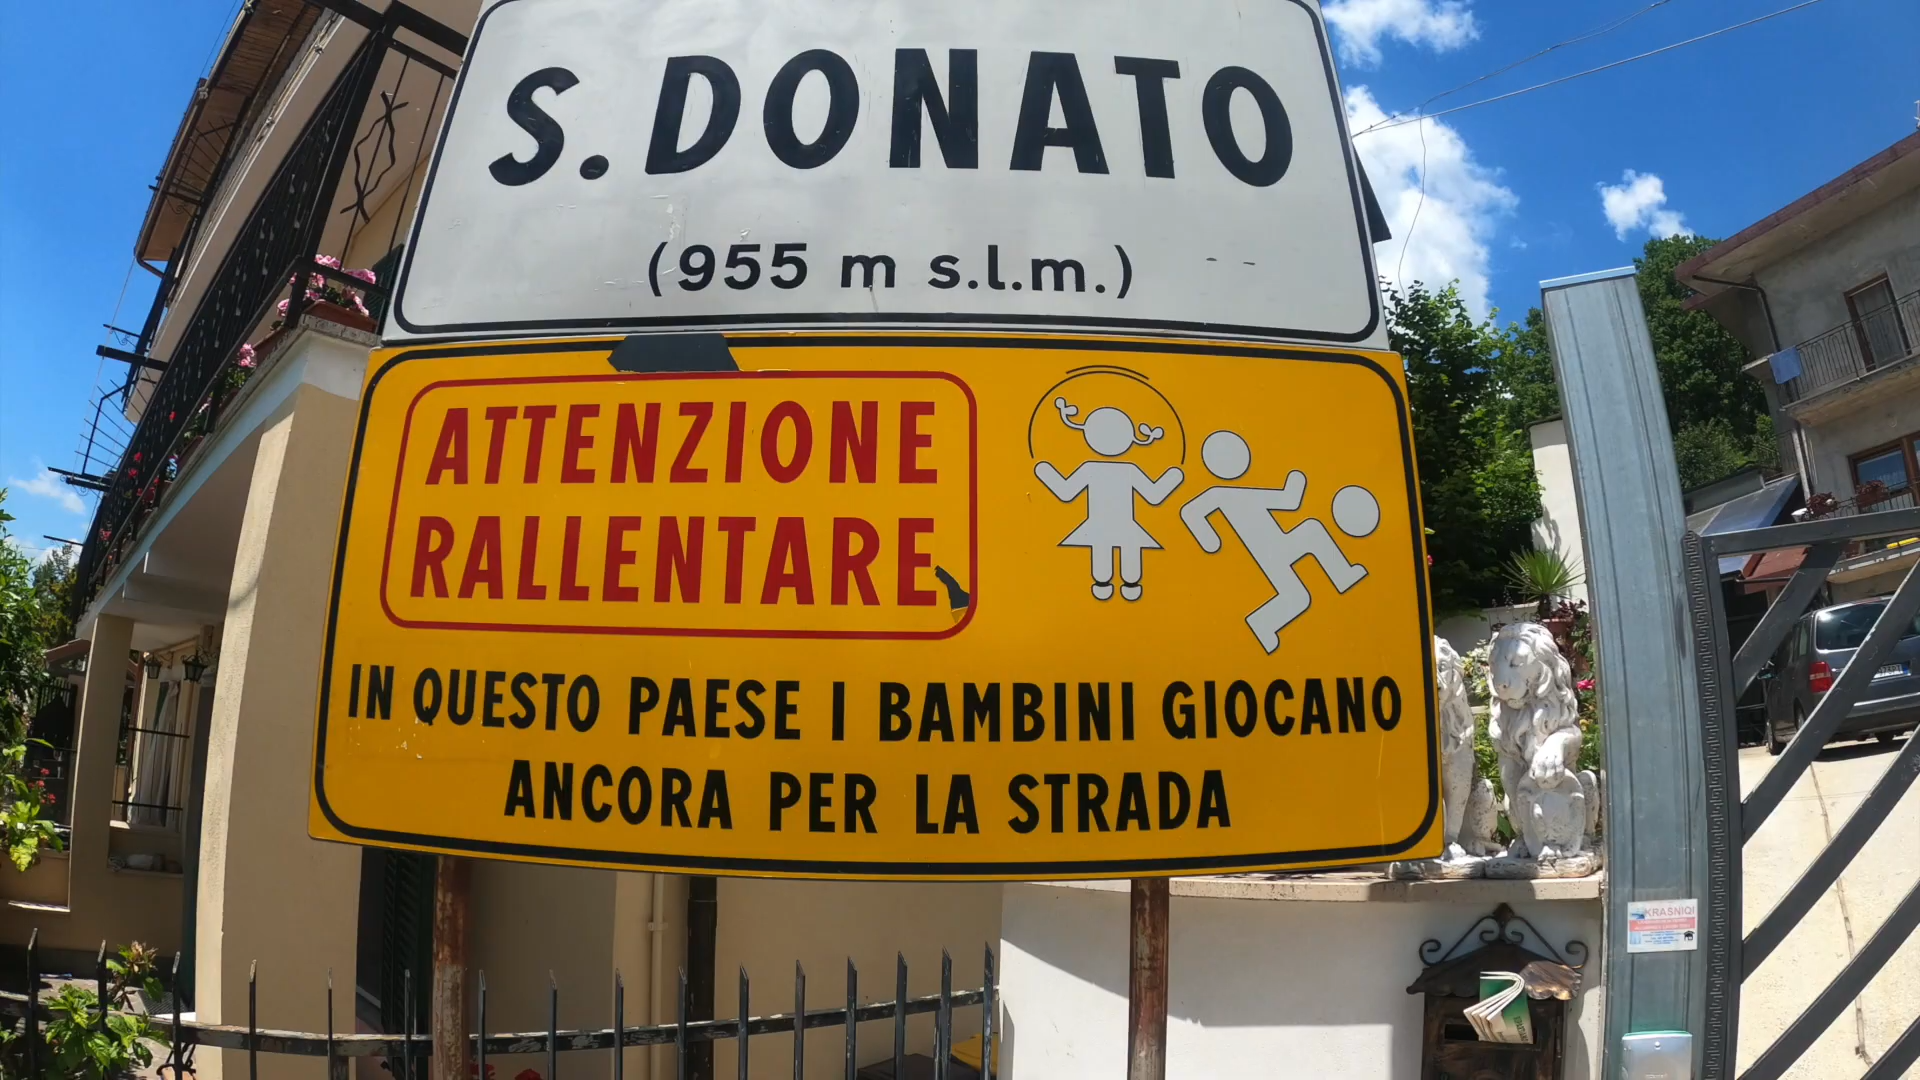 S. DONATO
(955 m s.l.m.)
ATTENZIONE
RALLENTARE
IN QUESTO PAESE I BAMBINI GIOCANO
ANCORA PER LA STRADA
KRASNIQI